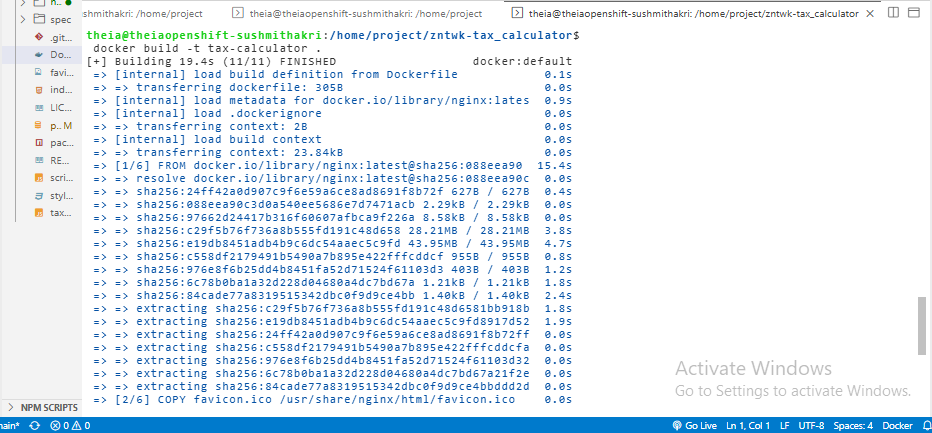 shmithakri: /home/project
theia@theiaopenshift-sushmithakri: /home/project
theia@theiaopenshift-sushmithakri: /home/project/zntwk-tax_calculator
h..
spec
.git...
Do...
favi...
ind...
LIC...
p.. M
pac...
RE...
scri...
styl...
tax...
NPM SCRIPTS
theia@theiaopenshift-sushmithakri:/home/project/zntwk-tax_calculator$
docker build -t tax-calculator .
[+] Building 19.4s (11/11) FINISHED docker:default
=> [internal] load build definition from Dockerfile 0.1s
=> => transferring dockerfile: 305B 0.0s
=> [internal] load metadata for docker.io/library/nginx:lates 0.9s
=> [internal] load .dockerignore 0.0s
=> => transferring context: 2B 0.0s
=> [internal] load build context 0.0s
=> => transferring context: 23.84kB 0.0s
=> [1/6] FROM docker.io/library/nginx:latest@sha256:088eea90 15.4s
=> => resolve docker.io/library/nginx:latest@sha256:088eea90c 0.0s
=> => sha256:24ff42a0d907c9f6e59a6ce8ad8691f8b72f 627B / 627B 0.4s
=> => sha256:088eea90c3d0a540ee5686e7d7471acb 2.29kB / 2.29kB 0.0s
=> => sha256:97662d24417b316f60607afbca9f226a 8.58kB / 8.58kB 0.0s
=> => sha256:c29f5b76f736a8b555fd191c48d658 28.21MB / 28.21MB 3.8s
=> => sha256:e19db8451adb4b9c6dc54aaec5c9fd 43.95MB / 43.95MB 4.7s
=> => sha256:c558df2179491b5490a7b895e422fffcddcf 955B / 955B 0.8s
=> => sha256:976e8f6b25dd4b8451fa52d71524f61103d3 403B / 403B 1.2s
=> => sha256:6c78b0ba1a32d228d04680a4dc7bd67a 1.21kB / 1.21kB 1.8s
=> => sha256:84cade77a8319515342dbc0f9d9ce4bb 1.40kB / 1.40kB 2.4s
=> => extracting sha256:c29f5b76f736a8b555fd191c48d6581bb918b 1.8s
=> => extracting sha256:e19db8451adb4b9c6dc54aaec5c9fd8917d52 1.9s
=> => extracting sha256:24ff42a0d907c9f6e59a6ce8ad8691f8b72ff 0.0s
=> => extracting sha256:c558df2179491b5490a7b895e422fffcddcfa 0.0s
=> => extracting sha256:976e8f6b25dd4b8451fa52d71524f61103d32 0.0s
=> => extracting sha256:6c78b0ba1a32d228d04680a4dc7bd67a21f2e 0.0s
=> => extracting sha256:84cade77a8319515342dbc0f9d9ce4bbddd2d 0.0s
=> [2/6] COPY favicon.ico /usr/share/nginx/html/favicon.ico 0.0s
Activate Windows
Go to Settings to activate Windows.
ain* 0 0 Go Live Ln 1, Col 1 LF UTF-8 Spaces: 4 Docker